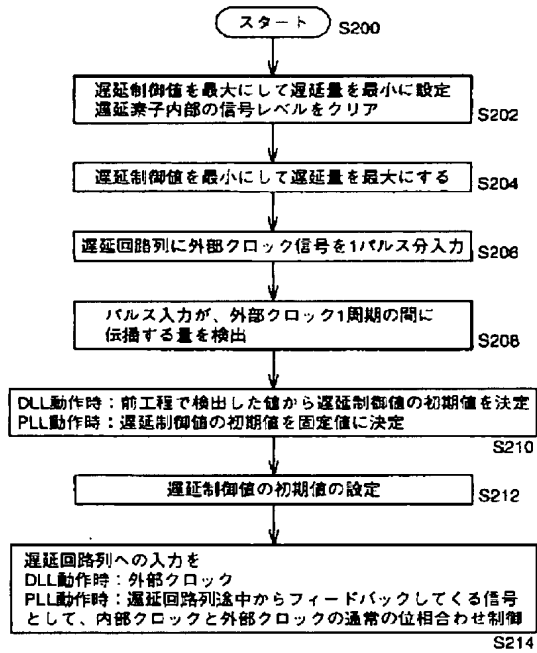 スタート
S200
遅延制御値を最大にして遅延量を最小に設定
遅延素子内部の信号レベルをクリア
S202
遅延制御値を最小にして遅延量を最大にする
S204
遅延回路列に外部クロック信号を1パルス分入力
S206
パルス入力が、外部クロック1周期の間に
伝播する量を検出
S208
DLL動作時：前工程で検出した値から遅延制御値の初期値を決定
PLL動作時：遅延制御値の初期値を固定値に決定
S210
遅延制御値の初期値の設定
S212
遅延回路列への入力を
DLL動作時：外部クロック
PLL動作時：遅延回路列途中からフィードバックしてくる信号
として、内部クロックと外部クロックの通常の位相合わせ制御
S214